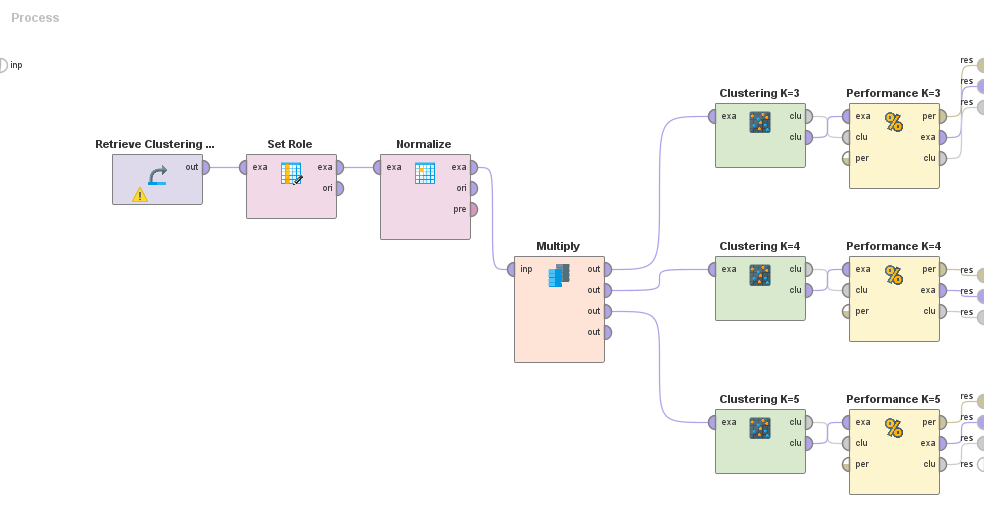 Process
inp
Retrieve Clustering ...
out
Set Role
exa
exa
ori
Normalize
exa
exa
ori
pre
Multiply
inp
out
out
out
out
Clustering K=3
exa
clu
clu
Performance K=3
exa
clu
per
per
exa
clu
res
res
res
Clustering K=4
exa
clu
clu
Performance K=4
exa
clu
per
per
exa
clu
res
res
res
Clustering K=5
exa
clu
clu
Performance K=5
exa
clu
per
per
exa
clu
res
res
res
res